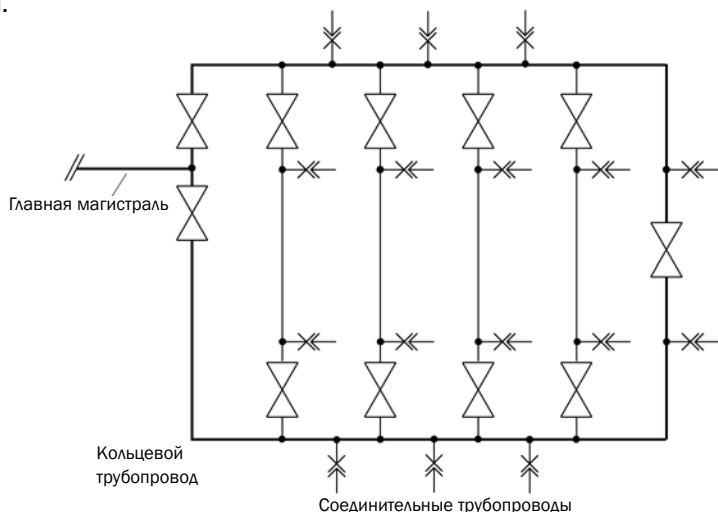 Главная магистраль
Кольцевой
трубопровод
Соединительные трубопроводы